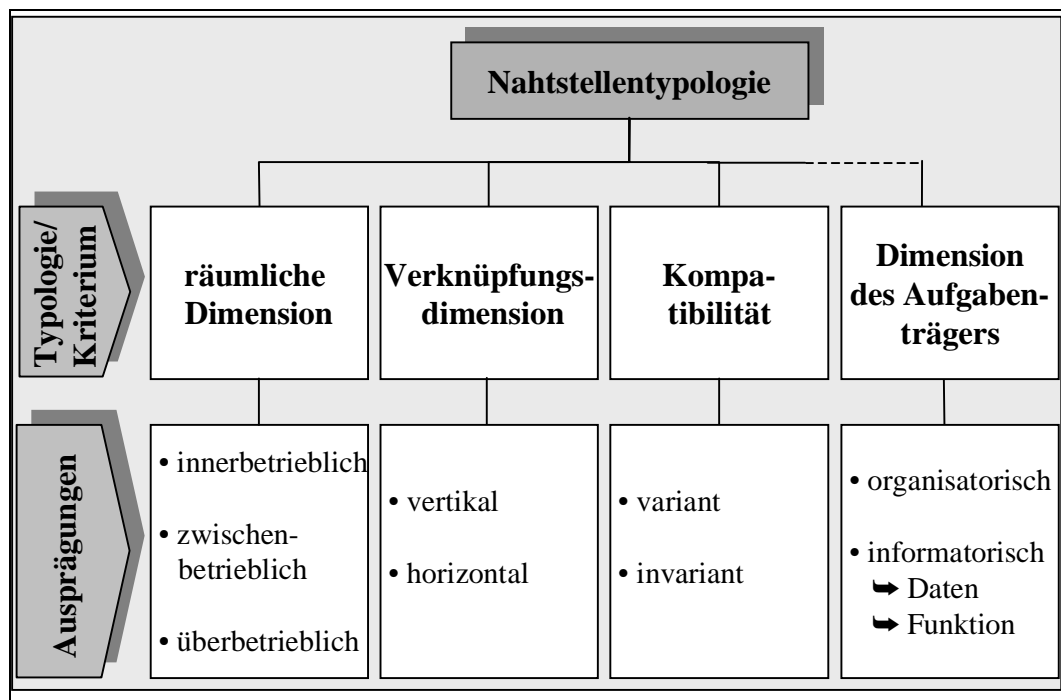 Nahtstellentypologie
Typologie/
Kriterium
räumliche
Dimension
Verknüpfungs-
dimension
Kompa-
tibilität
Dimension
des Aufgaben-
trägers
Ausprägungen
• innerbetrieblich
• zwischen-
betrieblich
• überbetrieblich
• vertikal
• horizontal
• variant
• invariant
• organisatorisch
• informatorisch
➥ Daten
➥ Funktion